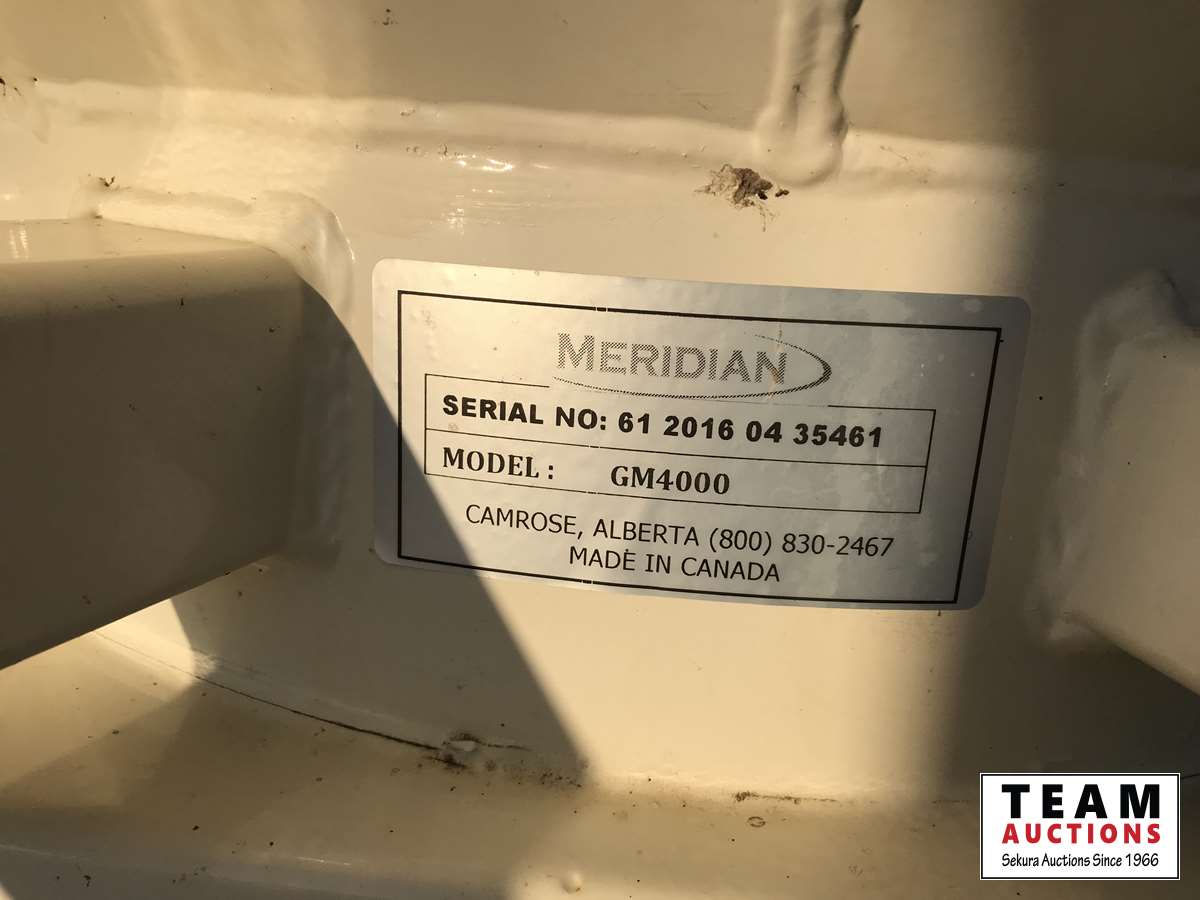 MERIDIAN
SERIAL NO: 61 2016 04 35461
MODEL : GM4000
CAMROSE, ALBERTA (800) 830-2467
MADE IN CANADA
TEAM
AUCTIONS
Sekura Auctions Since 1966